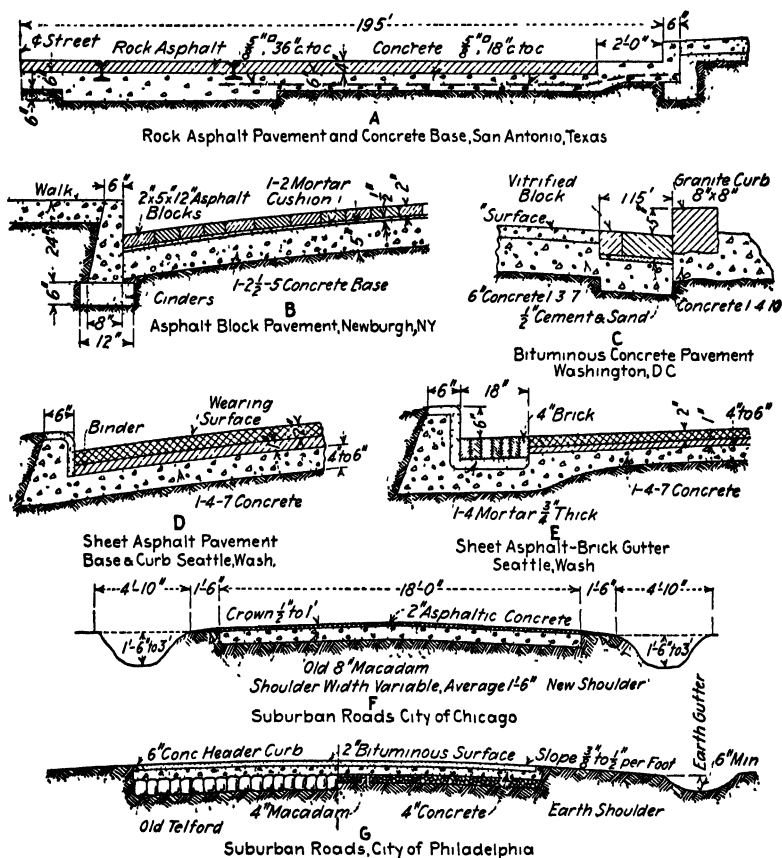 195' 6"
¢ Street Rock Asphalt ⅝"□, 36" c. to c. Concrete ⅝"□, 18" c. to c. 2'-0"
6" 6" 4"
6"
A
Rock Asphalt Pavement and Concrete Base, San Antonio, Texas
Walk 6"
2"x5"x12" Asphalt Blocks
1-2 Mortar Cushion
½" 2"
24"
5"
1-2½-5 Concrete Base
6"
Cinders
8"
12"
B
Asphalt Block Pavement, Newburgh, NY
Vitrified Block
115'
Granite Curb
8"x8"
"Surface
6" Concrete 1 3 7
½" Cement & Sand
Concrete 1 4 10
C
Bituminous Concrete Pavement
Washington, D C
6"
Binder
Wearing Surface
4 to 6"
1-4-7 Concrete
D
Sheet Asphalt Pavement
Base & Curb Seattle, Wash.
6" 18"
6"
4" Brick
2" 1" 4" to 6"
1-4-7 Concrete
1-4 Mortar ¾" Thick
E
Sheet Asphalt-Brick Gutter
Seattle, Wash
4'-10" 1'-6" 18'-0" 1'-6" 4'-10"
Crown ½" to 1' 2" Asphaltic Concrete
1'-6" to 3' 1'-6" to 3'
Old 8" Macadam
Shoulder Width Variable, Average 1'-6" New Shoulder
F
Suburban Roads City of Chicago
6" Conc Header Curb 2" Bituminous Surface Slope ⅜" to ½" per Foot
Earth Gutter
6" Min
Old Telford 4" Macadam 4" Concrete Earth Shoulder
G
Suburban Roads, City of Philadelphia